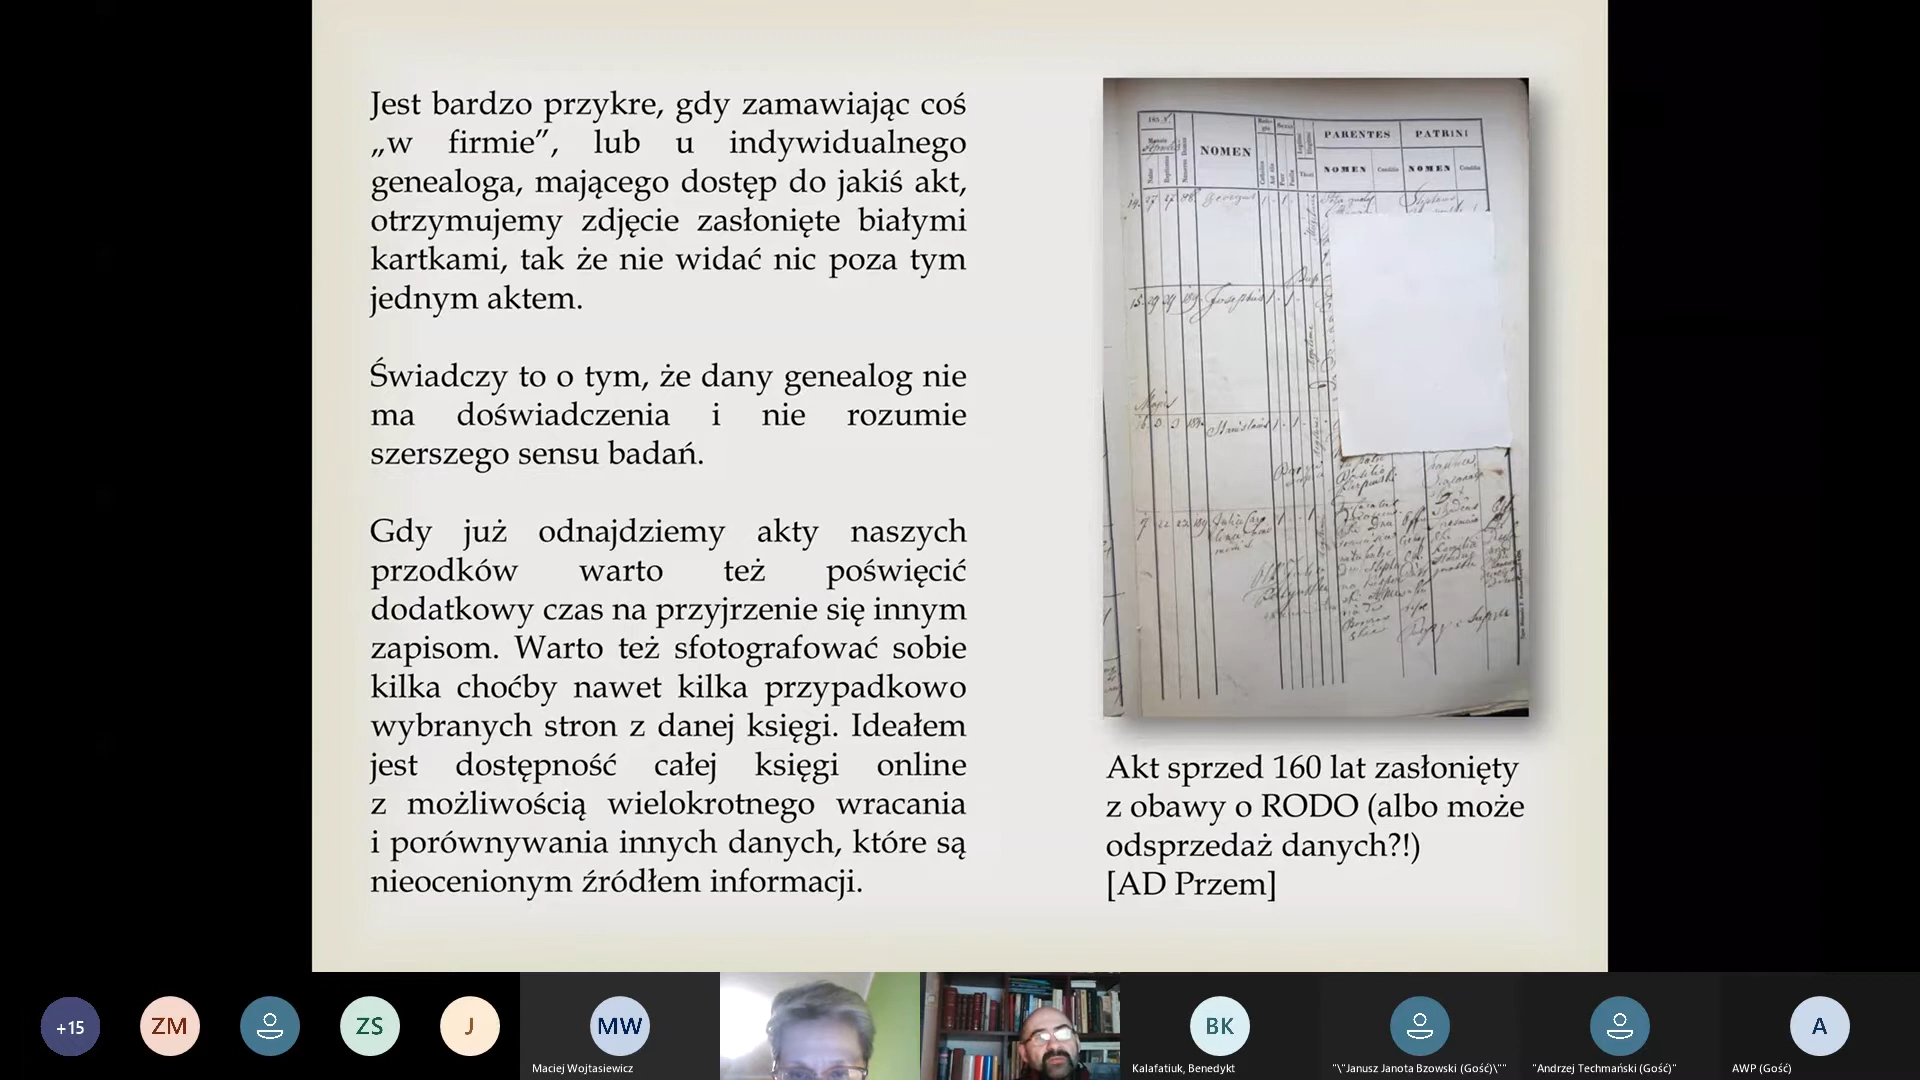 Jest bardzo przykre, gdy zamawiając coś
„w firmie”, lub u indywidualnego
genealoga, mającego dostęp do jakiś akt,
otrzymujemy zdjęcie zasłonięte białymi
kartkami, tak że nie widać nic poza tym
jednym aktem.
Świadczy to o tym, że dany genealog nie
ma doświadczenia i nie rozumie
szerszego sensu badań.
Gdy już odnajdziemy akty naszych
przodków warto też poświęcić
dodatkowy czas na przyjrzenie się innym
zapisom. Warto też sfotografować sobie
kilka choćby nawet kilka przypadkowo
wybranych stron z danej księgi. Ideałem
jest dostępność całej księgi online
z możliwością wielokrotnego wracania
i porównywania innych danych, które są
nieocenionym źródłem informacji.
NOMEN
PARENTES
PATRINI
NOMEN
Conditio
NOMEN
Conditio
Josephus
Stanislaus
Akt sprzed 160 lat zasłonięty
z obawy o RODO (albo może
odsprzedaż danych?!)
[AD Przem]
+15
ZM
ZS
J
MW
Maciej Wojtasiewicz
BK
Kalafatiuk, Benedykt
"\"Janusz Janota Bzowski (Gość)\""
"Andrzej Techmański (Gość)"
A
AWP (Gość)